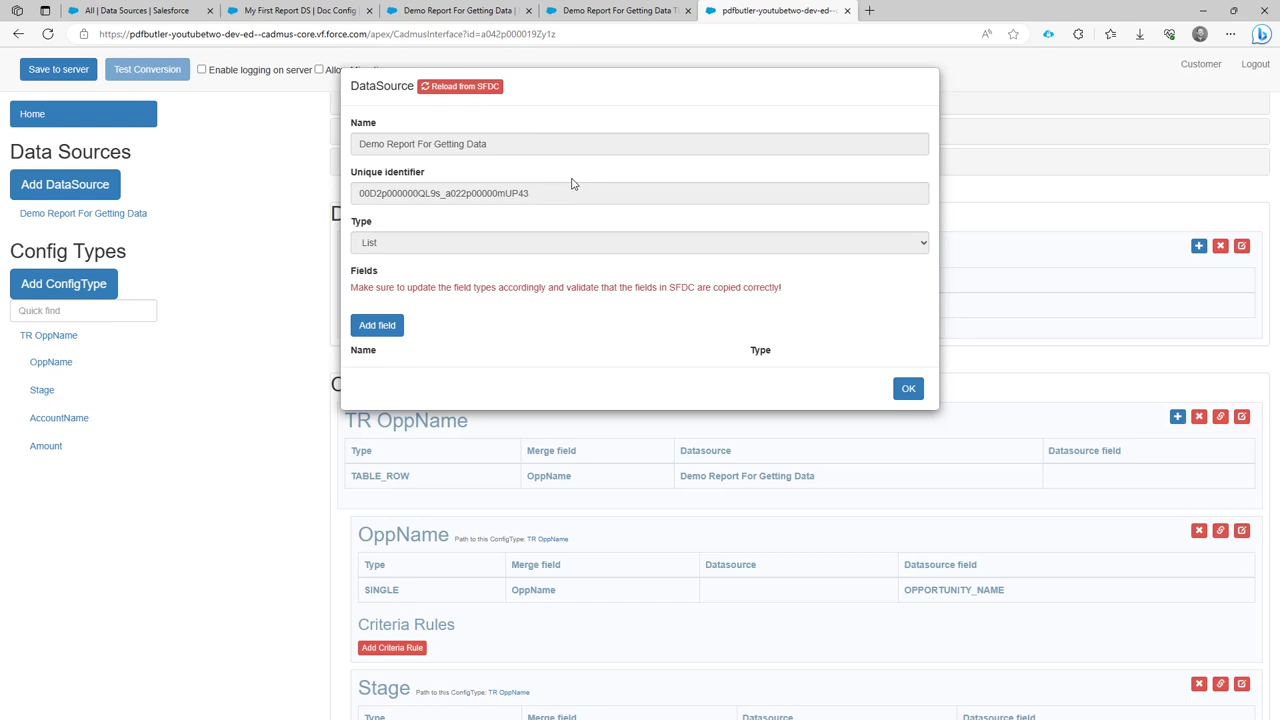 All | Data Sources | Salesforce
My First Report DS | Doc Config
Demo Report For Getting Data |
Demo Report For Getting Data
pdfbutler-youtubetwo-dev-ed--
https://pdfbutler-youtubetwo-dev-ed--cadmus-core.vf.force.com/apex/CadmusInterface?id=a042p000019Zy1z
Save to server
Test Conversion
Enable logging on server
Customer
Logout
Home
Data Sources
Add DataSource
Demo Report For Getting Data
Config Types
Add ConfigType
Quick find
TR OppName
OppName
Stage
AccountName
Amount
DataSource
Reload from SFDC
Name
Demo Report For Getting Data
Unique identifier
00D2p000000QL9s_a022p00000mUP43
Type
List
Fields
Make sure to update the field types accordingly and validate that the fields in SFDC are copied correctly!
Add field
Name Type
OK
TR OppName
Type Merge field Datasource Datasource field
TABLE_ROW OppName Demo Report For Getting Data
OppName Path to this ConfigType: TR OppName
Type Merge field Datasource Datasource field
SINGLE OppName OPPORTUNITY_NAME
Criteria Rules
Add Criteria Rule
Stage Path to this ConfigType: TR OppName
Type Merge field Datasource Datasource field